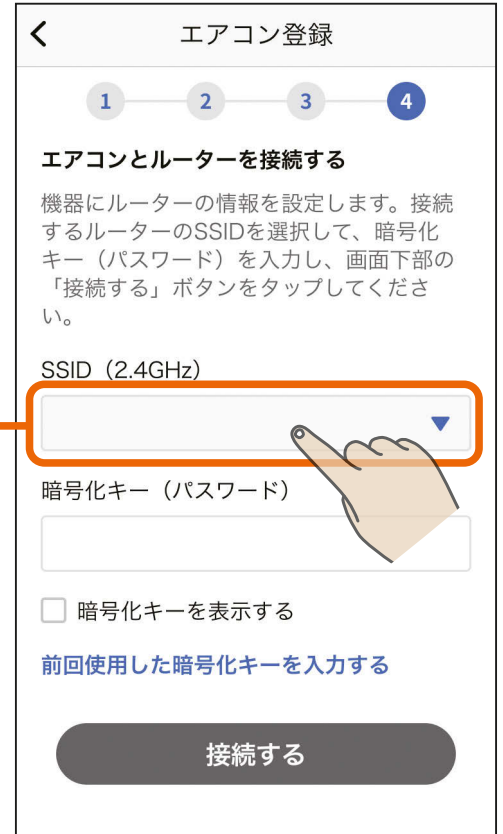 エアコン登録
1 2 3 4
エアコンとルーターを接続する
機器にルーターの情報を設定します。接続
するルーターのSSIDを選択して、暗号化
キー（パスワード）を入力し、画面下部の
「接続する」ボタンをタップしてくださ
い。
SSID（2.4GHz）
暗号化キー（パスワード）
暗号化キーを表示する
前回使用した暗号化キーを入力する
接続する